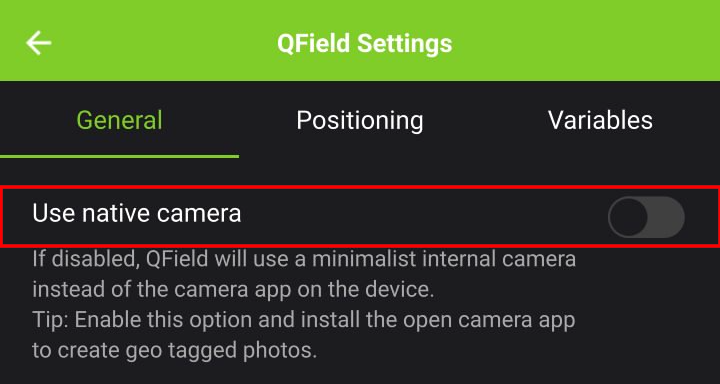 QField Settings
General Positioning Variables
Use native camera
If disabled, QField will use a minimalist internal camera
instead of the camera app on the device.
Tip: Enable this option and install the open camera app
to create geo tagged photos.